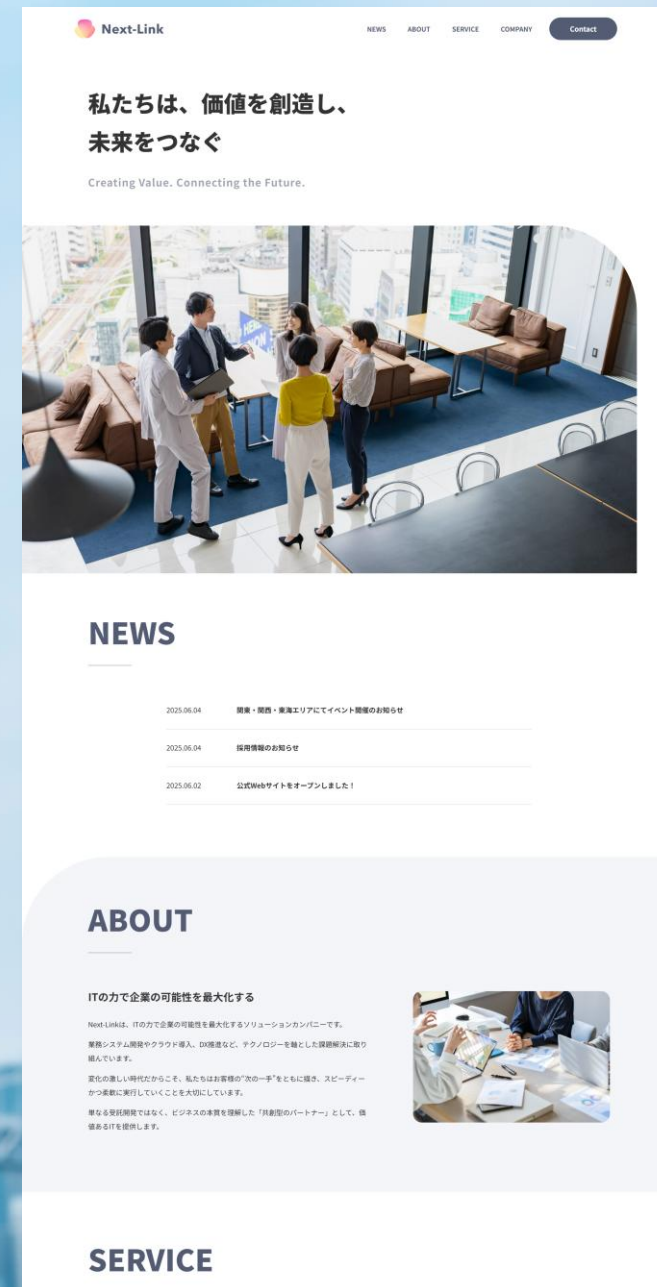 Next-Link
NEWS ABOUT SERVICE COMPANY Contact
私たちは、価値を創造し、
未来をつなぐ
Creating Value. Connecting the Future.
NEWS
2025.06.04 関東・関西・東海エリアにてイベント開催のお知らせ
2025.06.04 採用情報のお知らせ
2025.06.02 公式Webサイトをオープンしました！
ABOUT
ITの力で企業の可能性を最大化する
Next-Linkは、ITの力で企業の可能性を最大化するソリューションカンパニーです。
業務システム開発やクラウド導入、DX推進など、テクノロジーを軸とした課題解決に取り
組んでいます。
変化の激しい時代だからこそ、私たちはお客様の“次の一手”をともに描き、スピーディー
かつ柔軟に実行していくことを大切にしています。
単なる受託開発ではなく、ビジネスの本質を理解した「共創型のパートナー」として、価
値あるITを提供します。
SERVICE